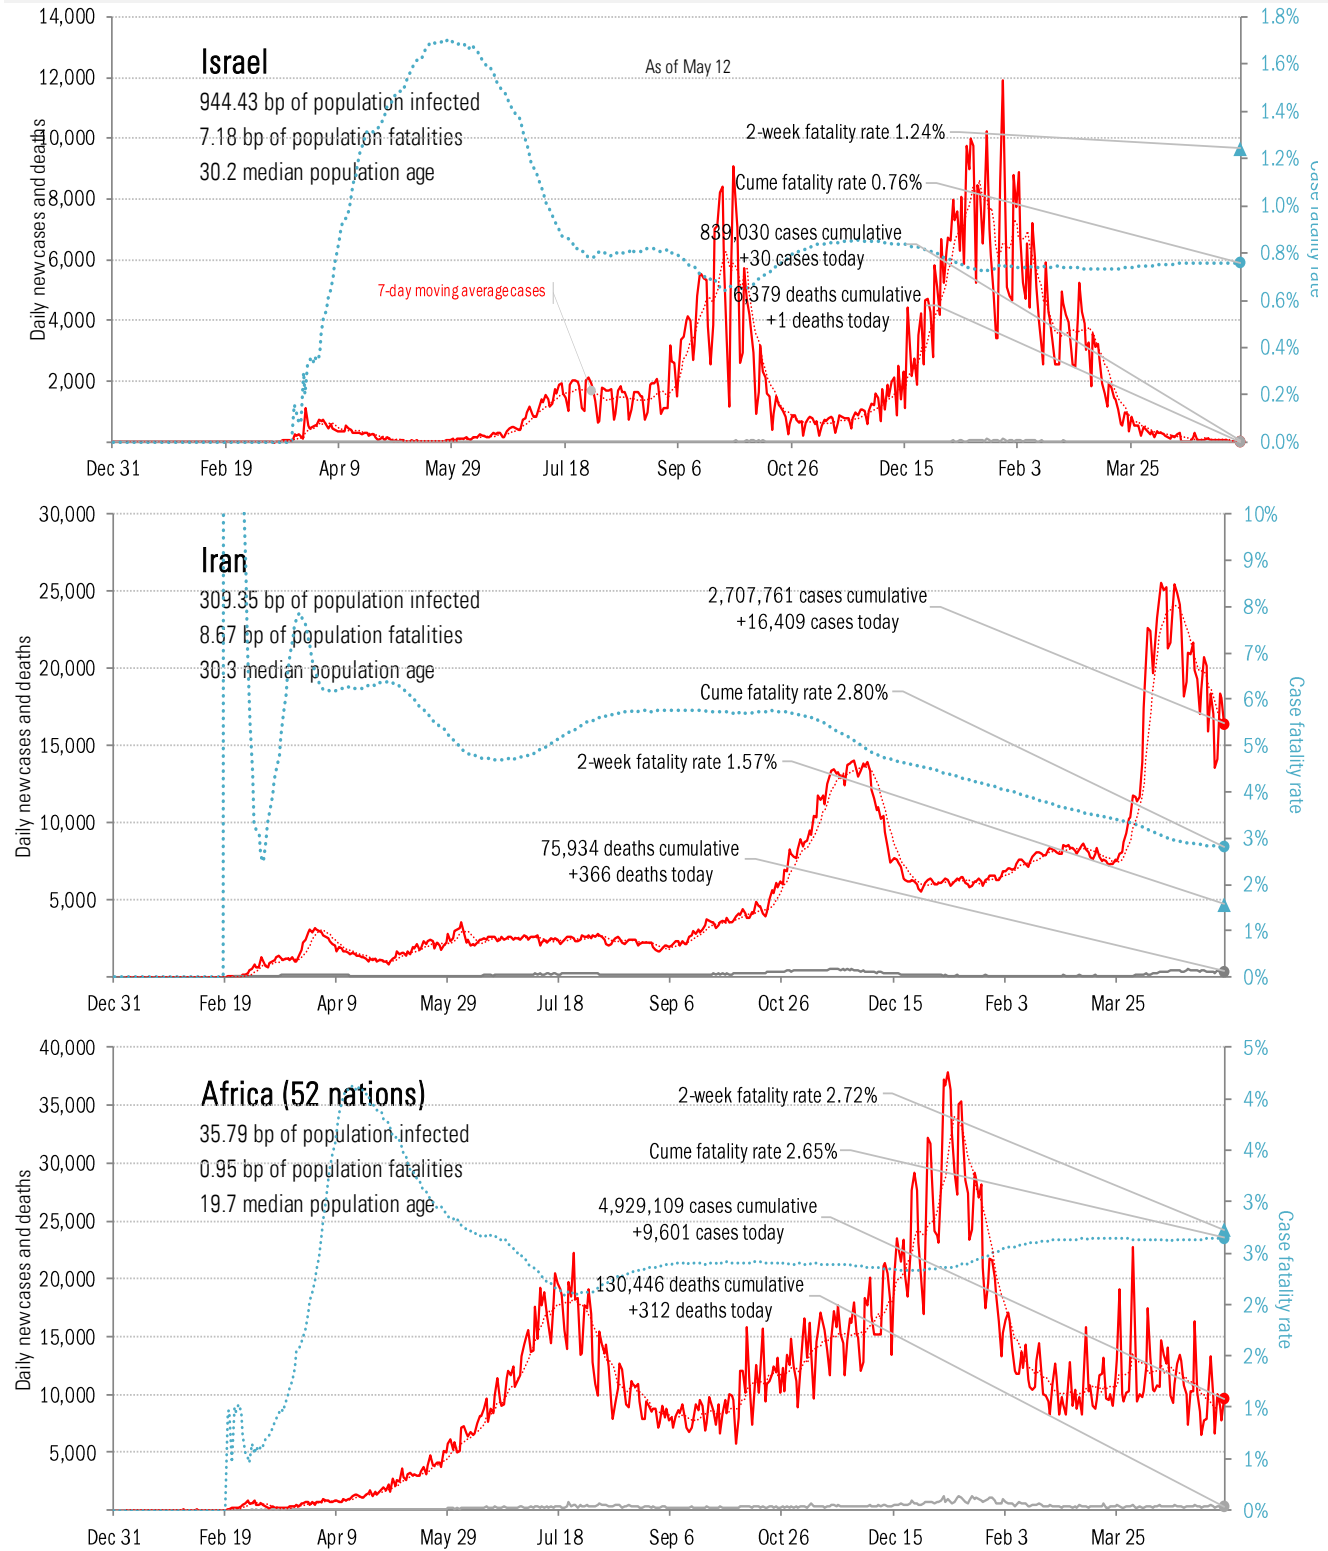 14,000
12,000
10,000
8,000
6,000
4,000
2,000
Daily new cases and deaths
Israel
944.43 bp of population infected
7.18 bp of population fatalities
30.2 median population age
As of May 12
2-week fatality rate 1.24%
Cume fatality rate 0.76%
839,030 cases cumulative
+30 cases today
6,379 deaths cumulative
+1 deaths today
7-day moving average cases
1.8%
1.6%
1.4%
1.2%
1.0%
0.8%
0.6%
0.4%
0.2%
0.0%
Case fatality rate
Dec 31 Feb 19 Apr 9 May 29 Jul 18 Sep 6 Oct 26 Dec 15 Feb 3 Mar 25
30,000
25,000
20,000
15,000
10,000
5,000
Daily new cases and deaths
Iran
309.35 bp of population infected
8.67 bp of population fatalities
30.3 median population age
2,707,761 cases cumulative
+16,409 cases today
Cume fatality rate 2.80%
2-week fatality rate 1.57%
75,934 deaths cumulative
+366 deaths today
10%
9%
8%
7%
6%
5%
4%
3%
2%
1%
0%
Case fatality rate
Dec 31 Feb 19 Apr 9 May 29 Jul 18 Sep 6 Oct 26 Dec 15 Feb 3 Mar 25
40,000
35,000
30,000
25,000
20,000
15,000
10,000
5,000
Daily new cases and deaths
Africa (52 nations)
35.79 bp of population infected
0.95 bp of population fatalities
19.7 median population age
2-week fatality rate 2.72%
Cume fatality rate 2.65%
4,929,109 cases cumulative
+9,601 cases today
130,446 deaths cumulative
+312 deaths today
5%
4%
4%
3%
3%
2%
2%
1%
1%
0%
Case fatality rate
Dec 31 Feb 19 Apr 9 May 29 Jul 18 Sep 6 Oct 26 Dec 15 Feb 3 Mar 25